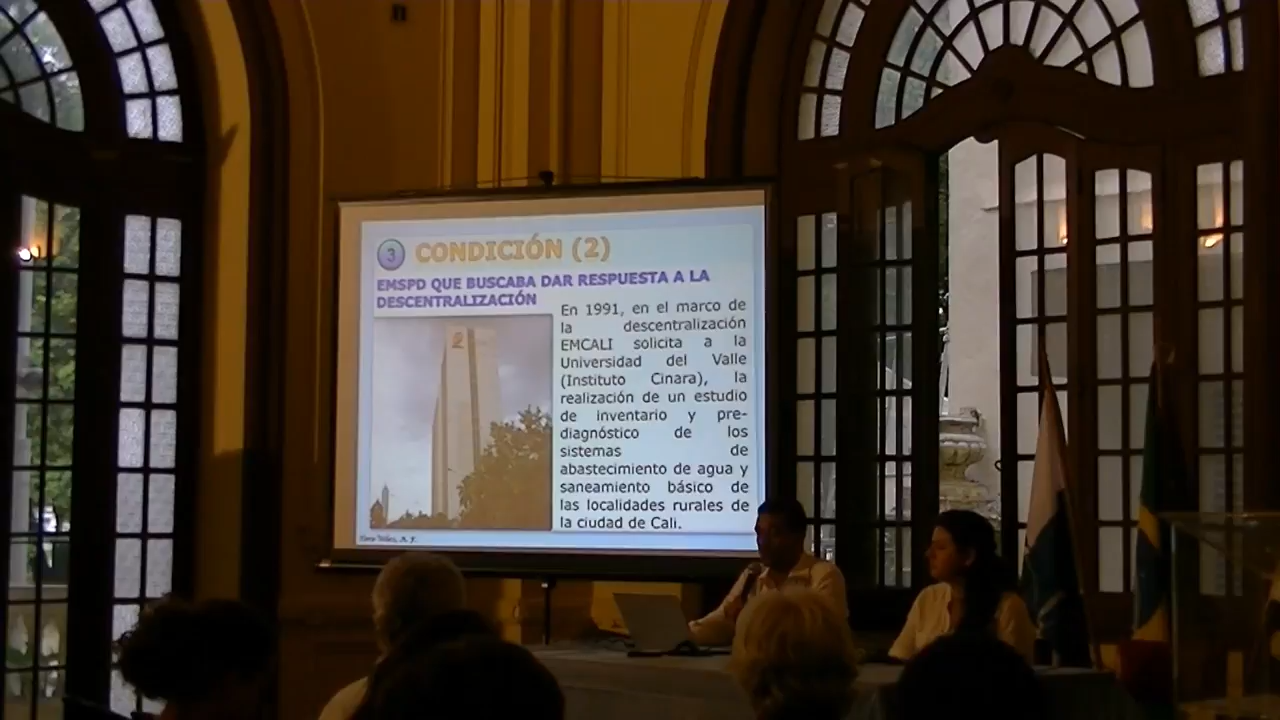 3 CONDICIÓN (2)
EMSPD QUE BUSCABA DAR RESPUESTA A LA
DESCENTRALIZACIÓN
En 1991, en el marco de
la descentralización
EMCALI solicita a la
Universidad del Valle
(Instituto Cinara), la
realización de un estudio
de inventario y pre-
diagnóstico de los
sistemas de
abastecimiento de agua y
saneamiento básico de
las localidades rurales de
la ciudad de Cali.